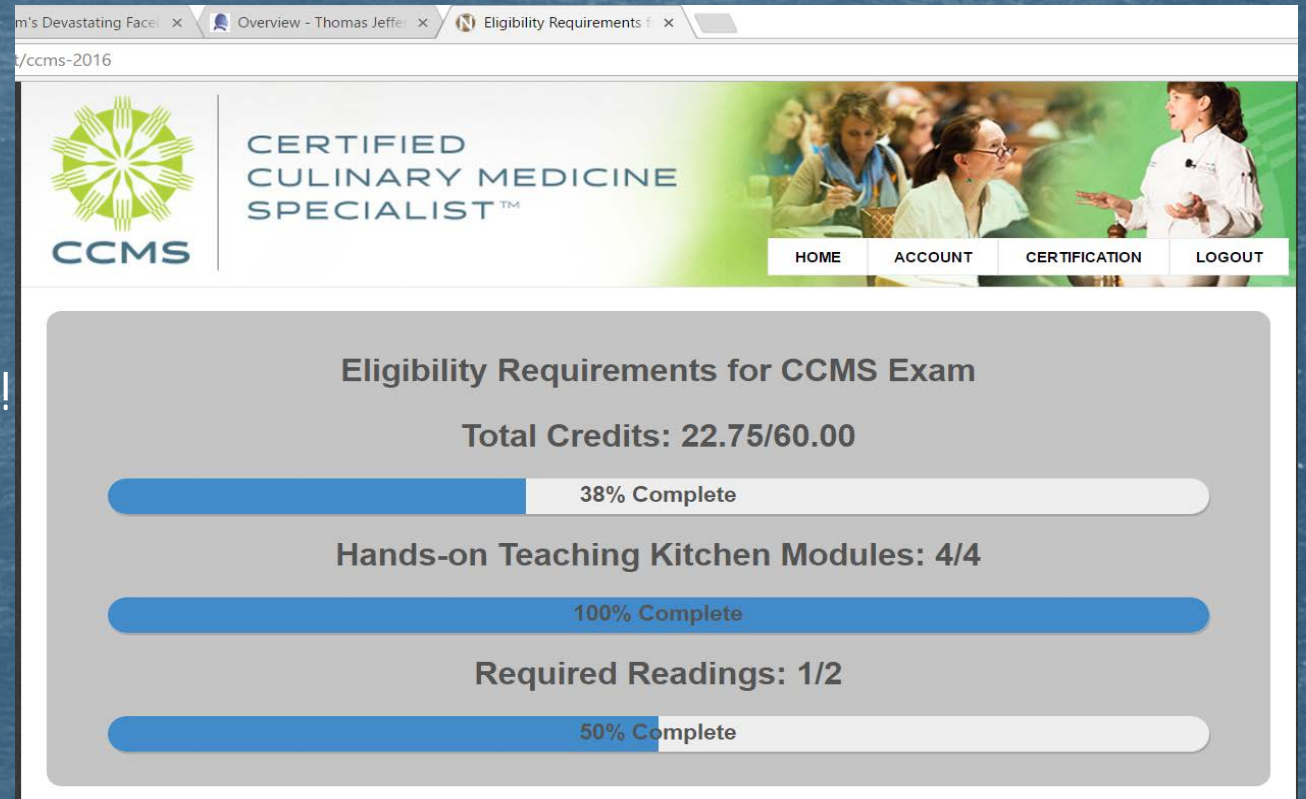 m's Devastating Face
Overview - Thomas Jeffe
Eligibility Requirements f
t/ccms-2016
CERTIFIED
CULINARY MEDICINE
SPECIALIST™
CCMS
HOME ACCOUNT CERTIFICATION LOGOUT
!
Eligibility Requirements for CCMS Exam
Total Credits: 22.75/60.00
38% Complete
Hands-on Teaching Kitchen Modules: 4/4
100% Complete
Required Readings: 1/2
50% Complete